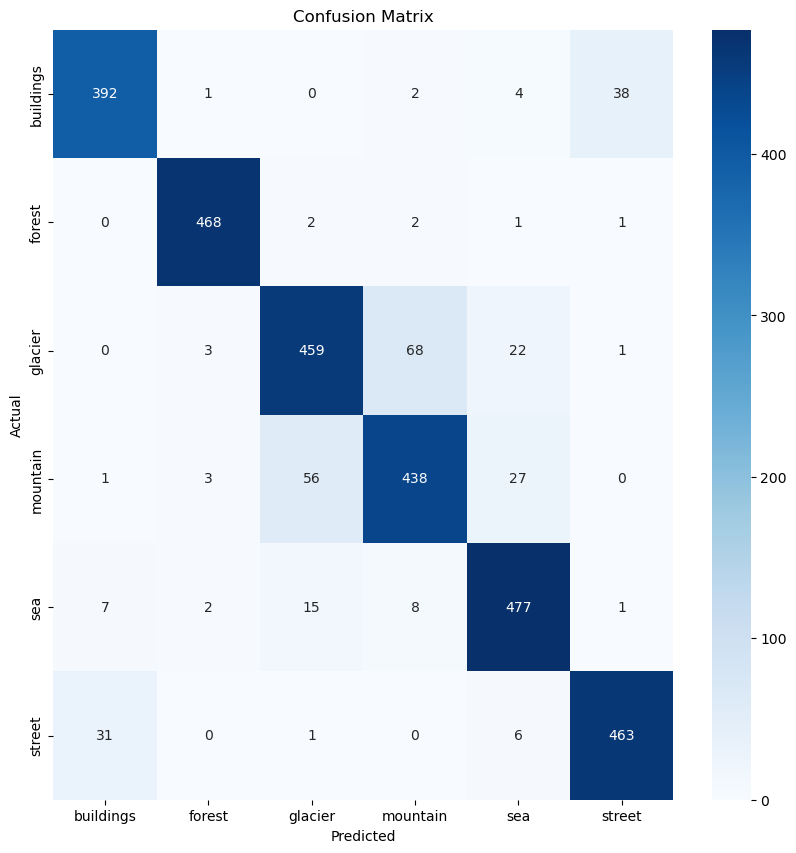 Confusion Matrix
buildings 392 1 0 2 4 38
forest 0 468 2 2 1 1
glacier 0 3 459 68 22 1
mountain 1 3 56 438 27 0
sea 7 2 15 8 477 1
street 31 0 1 0 6 463
buildings forest glacier mountain sea street
Predicted
Actual
400
300
200
100
0